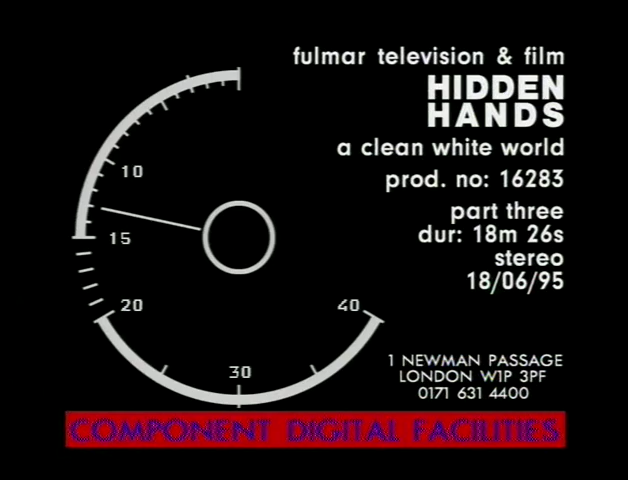 fulmar television & film
HIDDEN
HANDS
a clean white world
prod. no: 16283
part three
dur: 18m 26s
stereo
18/06/95
10
15
20
30
40
1 NEWMAN PASSAGE
LONDON W1P 3PF
0171 631 4400
COMPONENT DIGITAL FACILITIES